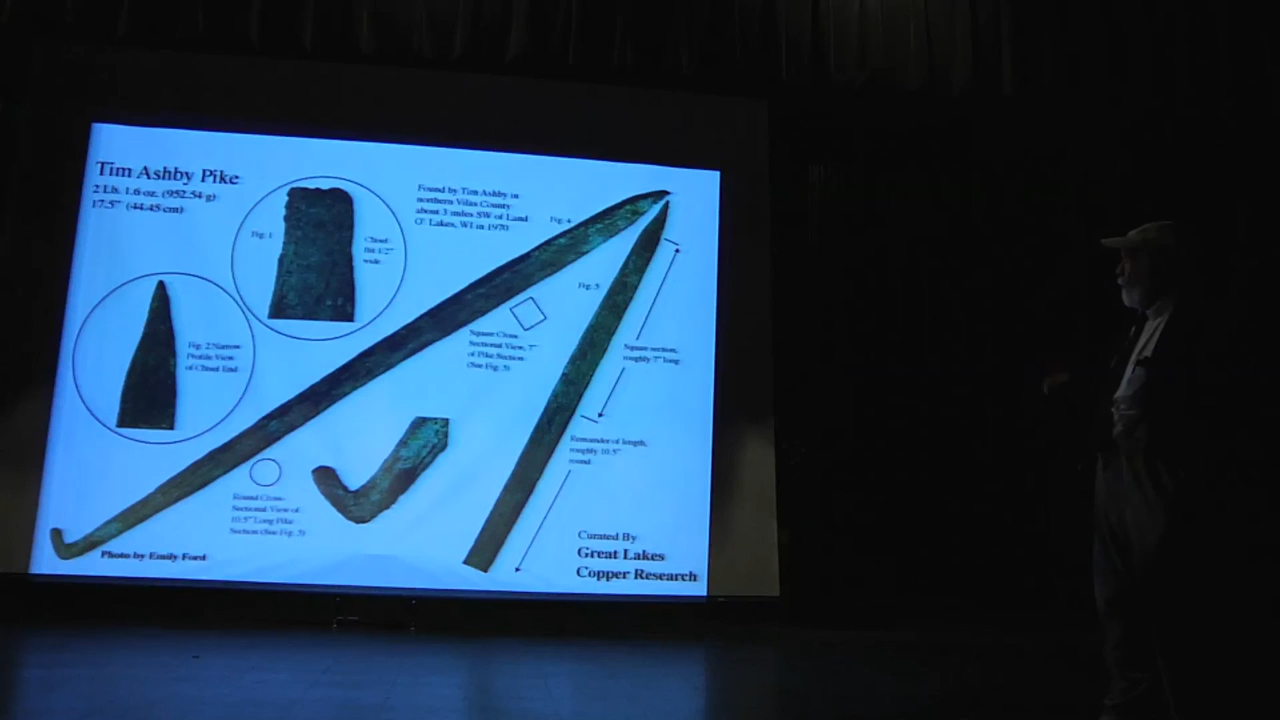 Tim Ashby Pike
2 Lb. 1.6 oz. (952.54 g)
17.5" (44.45 cm)
Fig. 1
Chisel
Bit 1/2"
wide
Found by Tim Ashby in
northern Vilas County
about 3 miles SW of Land
O' Lakes, WI in 1970
Fig. 4
Fig. 2 Narrow
Profile View
of Chisel End
Square Cross-
Sectional View, 7"
of Pike Section
(See Fig. 5)
Square section,
roughly 7" long
Remainder of length,
roughly 10.5"
round
Round Cross-
Sectional View of
10.5" Long Pike
Section (See Fig. 5)
Photo by Emily Ford
Curated By
Great Lakes
Copper Research